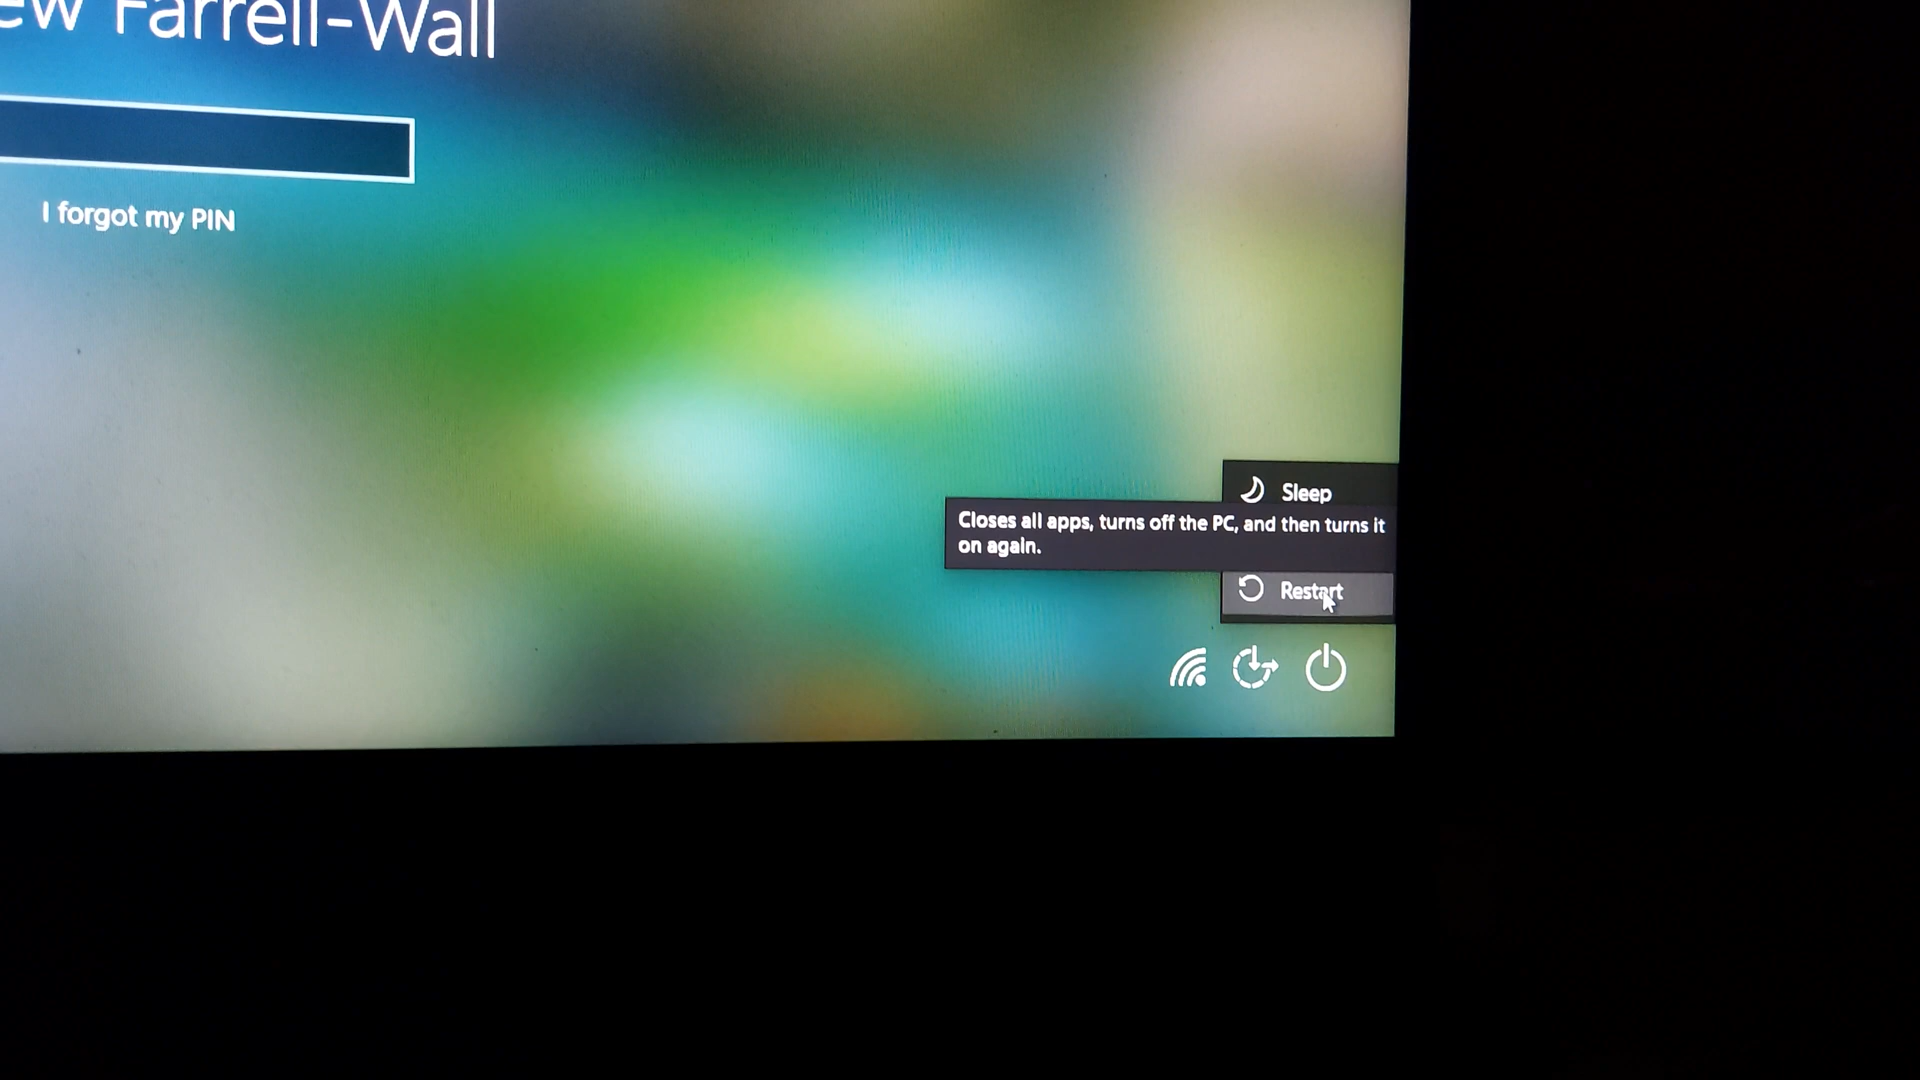 ew Farrell-Wall
I forgot my PIN
Sleep
Closes all apps, turns off the PC, and then turns it
on again.
Restart